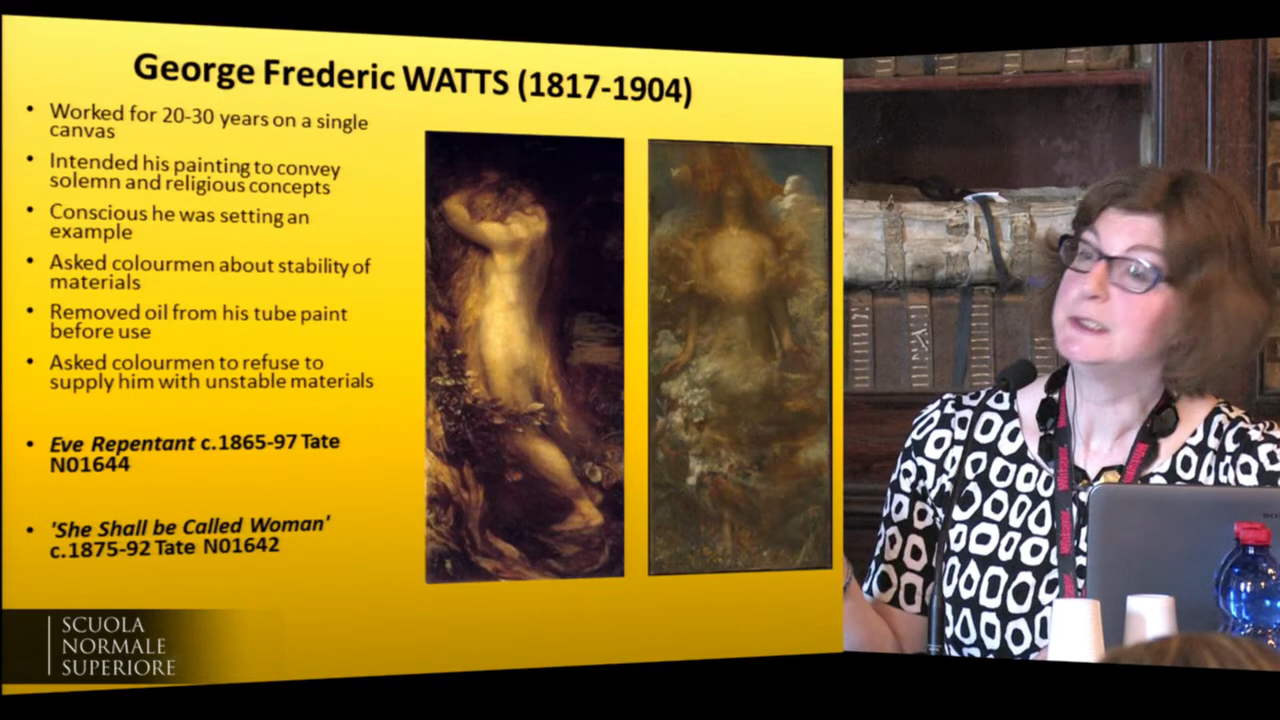 George Frederic WATTS (1817-1904)
• Worked for 20-30 years on a single
canvas
• Intended his painting to convey
solemn and religious concepts
• Conscious he was setting an
example
• Asked colourmen about stability of
materials
• Removed oil from his tube paint
before use
• Asked colourmen to refuse to
supply him with unstable materials
• Eve Repentant c.1865-97 Tate
N01644
• 'She Shall be Called Woman'
c.1875-92 Tate N01642
SCUOLA
NORMALE
SUPERIORE